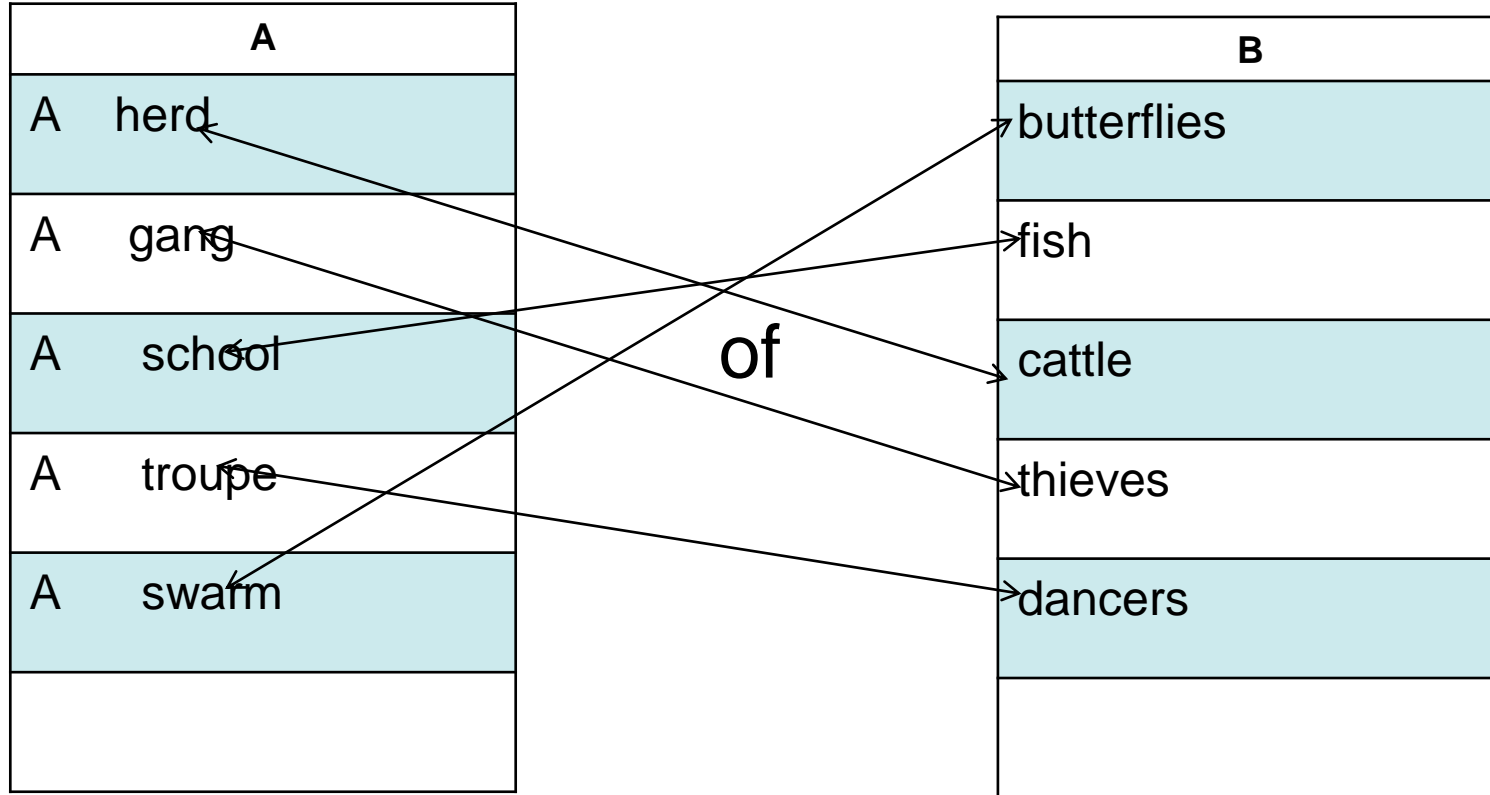 A
A herd
A gang
A school
A troupe
A swarm
of
B
butterflies
fish
cattle
thieves
dancers